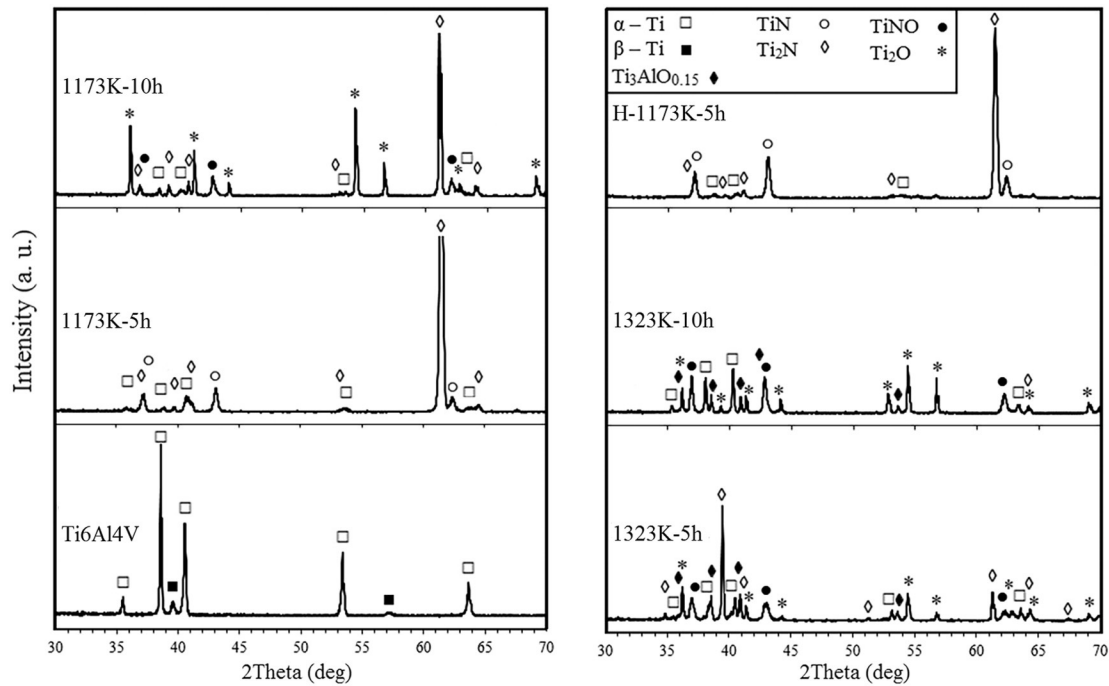 Intensity (a. u.)
1173K-10h
1173K-5h
Ti6Al4V
30 35 40 45 50 55 60 65 70
2Theta (deg)
α – Ti □ TiN ○ TiNO ●
β – Ti ■ Ti₂N ◊ Ti₂O *
Ti₃AlO₀.₁₅ ♦
H-1173K-5h
1323K-10h
1323K-5h
30 35 40 45 50 55 60 65 70
2Theta (deg)